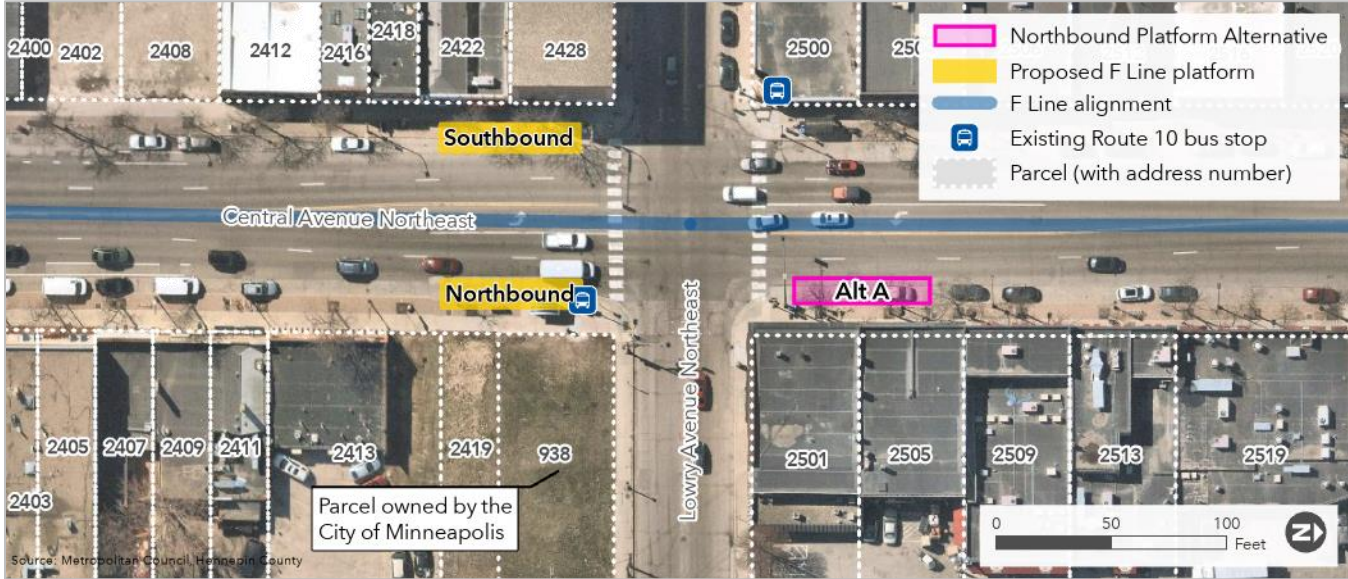 2400
2402
2408
2412
2416
2418
2422
2428
2500
Northbound Platform Alternative
Proposed F Line platform
F Line alignment
Existing Route 10 bus stop
Parcel (with address number)
Southbound
Central Avenue Northeast
Northbound
Alt A
Lowry Avenue Northeast
2403
2405
2407
2409
2411
2413
2419
938
2501
2505
2509
2513
2519
Parcel owned by the
City of Minneapolis
0 50 100
Feet
N
Source: Metropolitan Council, Hennepin County